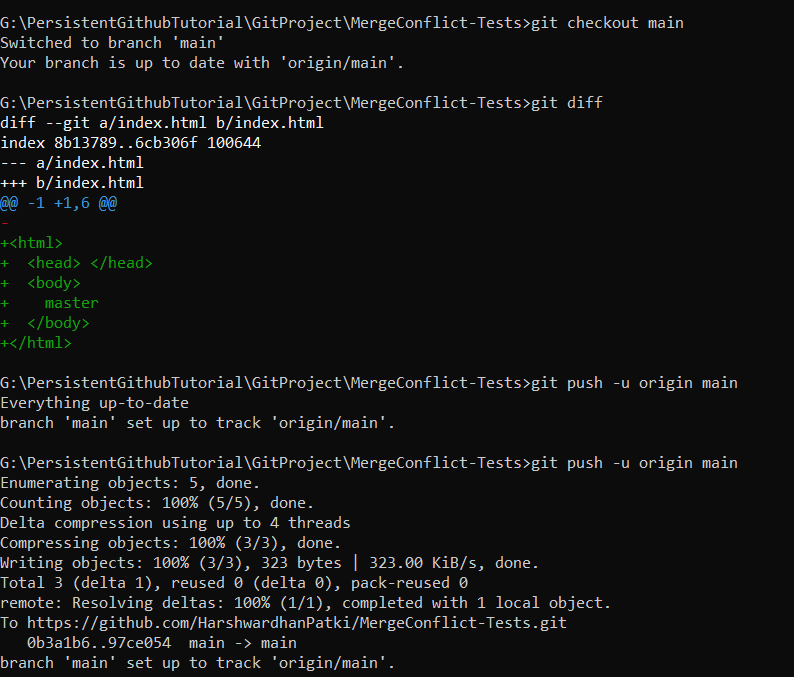 G:\PersistentGithubTutorial\GitProject\MergeConflict-Tests>git checkout main
Switched to branch 'main'
Your branch is up to date with 'origin/main'.
G:\PersistentGithubTutorial\GitProject\MergeConflict-Tests>git diff
diff --git a/index.html b/index.html
index 8b13789..6cb306f 100644
--- a/index.html
+++ b/index.html
@@ -1 +1,6 @@
-
+<html>
+  <head> </head>
+  <body>
+    master
+  </body>
+</html>
G:\PersistentGithubTutorial\GitProject\MergeConflict-Tests>git push -u origin main
Everything up-to-date
branch 'main' set up to track 'origin/main'.
G:\PersistentGithubTutorial\GitProject\MergeConflict-Tests>git push -u origin main
Enumerating objects: 5, done.
Counting objects: 100% (5/5), done.
Delta compression using up to 4 threads
Compressing objects: 100% (3/3), done.
Writing objects: 100% (3/3), 323 bytes | 323.00 KiB/s, done.
Total 3 (delta 1), reused 0 (delta 0), pack-reused 0
remote: Resolving deltas: 100% (1/1), completed with 1 local object.
To https://github.com/HarshwardhanPatki/MergeConflict-Tests.git
   0b3a1b6..97ce054  main -> main
branch 'main' set up to track 'origin/main'.